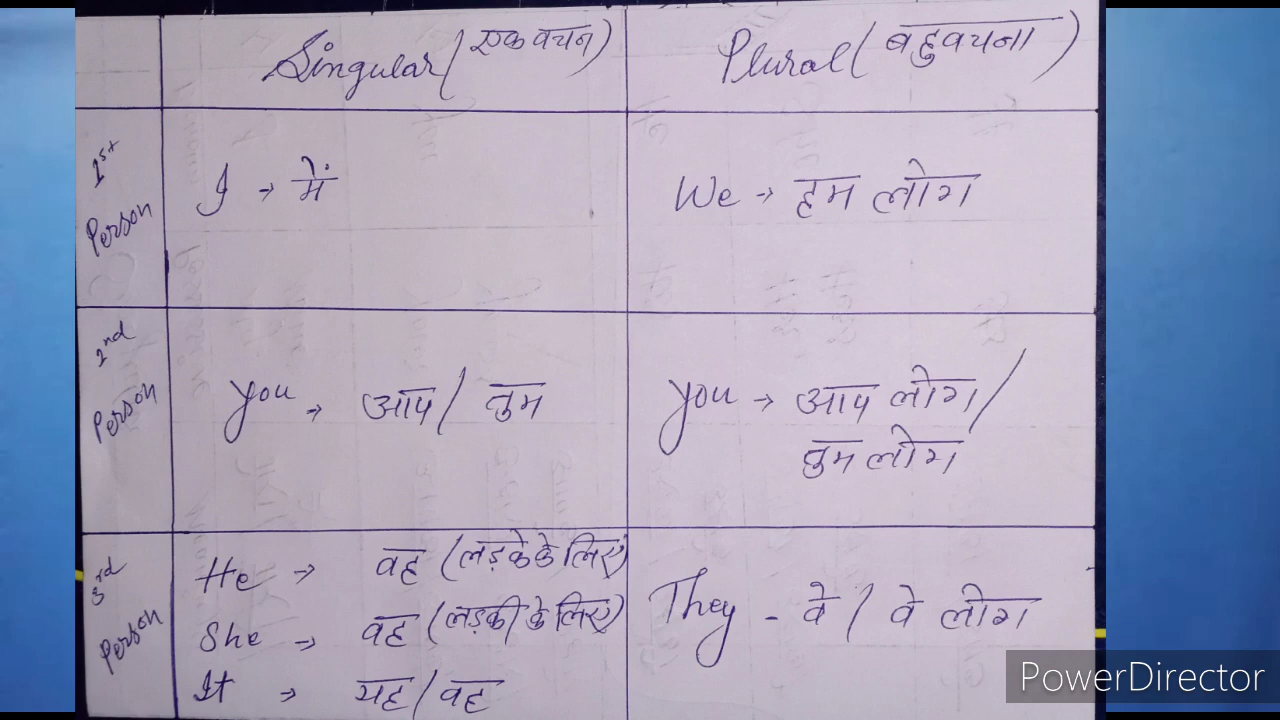 Singular (एकवचन)
Plural (बहुवचना)
1st
Person
I → में
We → हम लोग
2nd
Person
you → आप / तुम
you → आप लोग /
तुम लोग
3rd
Person
He → वह (लड़के के लिए)
She → वह (लड़की के लिए)
It → यह / वह
They - वे / वे लोग
PowerDirector